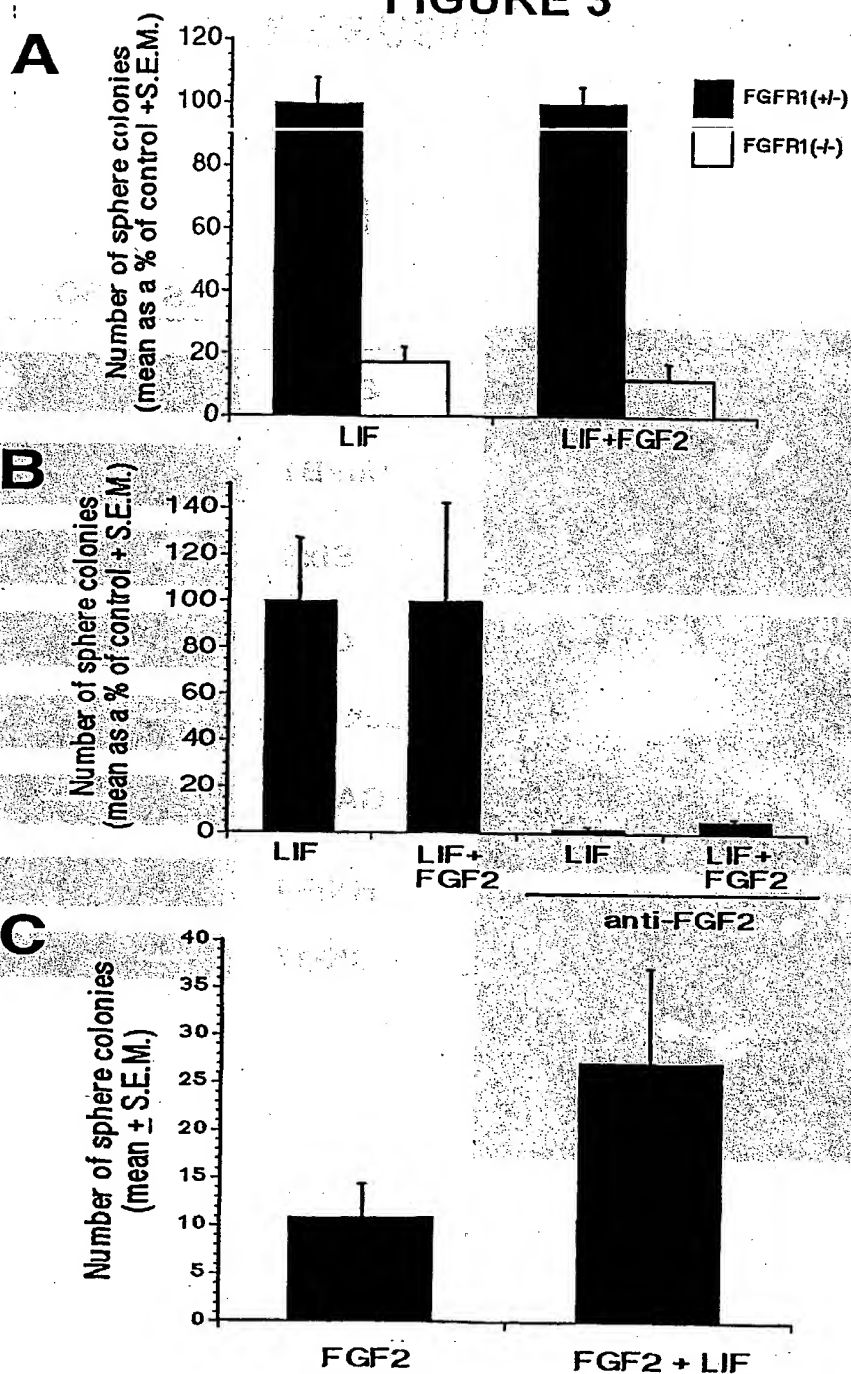 FIGURE 3
A
Number of sphere colonies
(mean as a % of control +S.E.M.)
120
100
80
60
40
20
0
FGFR1(+/-)
FGFR1(-/-)
LIF
LIF+FGF2
B
Number of sphere colonies
(mean as a % of control + S.E.M.)
140
120
100
80
60
40
20
0
LIF
LIF+
FGF2
LIF
LIF+
FGF2
anti-FGF2
C
Number of sphere colonies
(mean ± S.E.M.)
40
35
30
25
20
15
10
5
0
FGF2
FGF2 + LIF